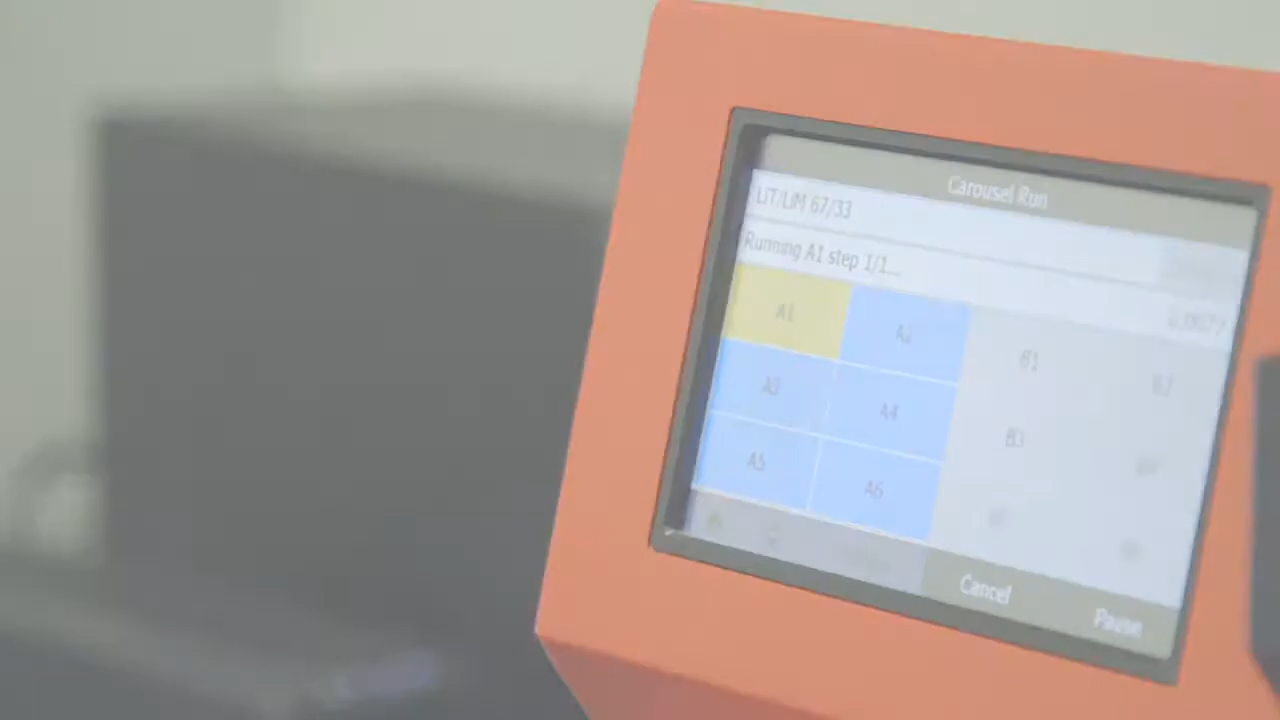 Carousel Run
LiT/LiM 67/33
Running A1 step 1/1...
A1 A2 B1
A3 A4 B3
A5 A6
Cancel Pause